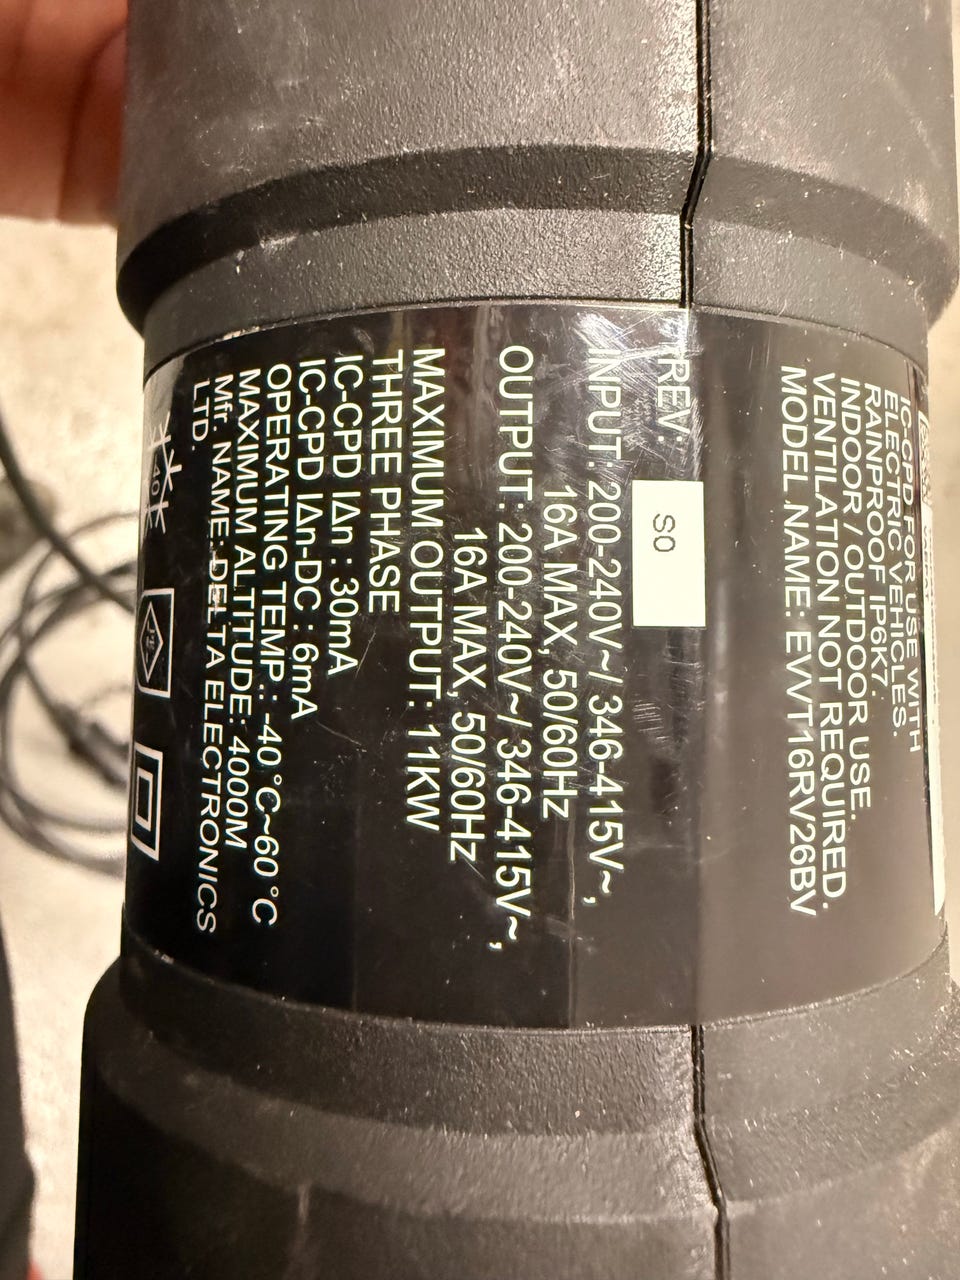 IC-CPD FOR USE WITH
ELECTRIC VEHICLES.
RAINPROOF IP6K7.
INDOOR / OUTDOOR USE.
VENTILATION NOT REQUIRED.
MODEL NAME: EVVT16RV26BV
REV:
S0
INPUT: 200-240V~/ 346-415V~,
16A MAX, 50/60Hz
OUTPUT: 200-240V~/ 346-415V~,
16A MAX, 50/60Hz
MAXIMUM OUTPUT: 11KW
THREE PHASE
IC-CPD I∆n : 30mA
IC-CPD I∆n-DC : 6mA
OPERATING TEMP.: -40 °C~60 °C
MAXIMUM ALTITUDE: 4000M
Mfr. NAME: DELTA ELECTRONICS
LTD.